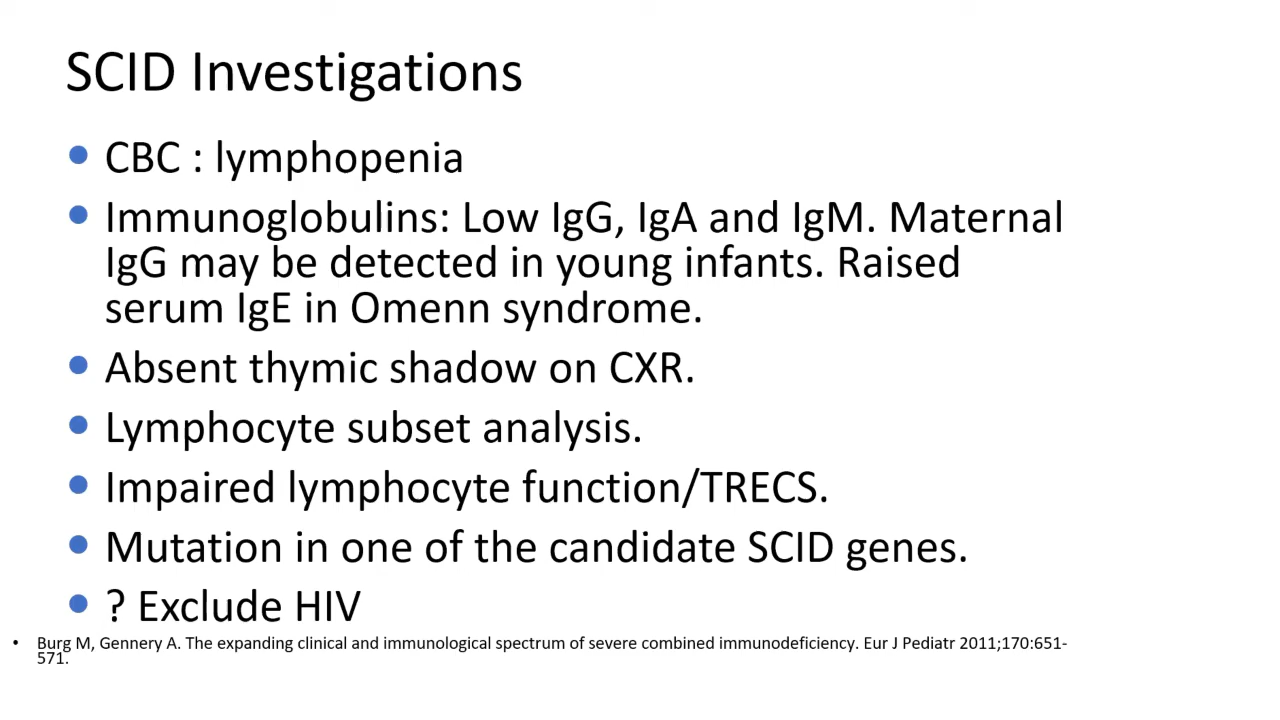 SCID Investigations
• CBC : lymphopenia
• Immunoglobulins: Low IgG, IgA and IgM. Maternal
IgG may be detected in young infants. Raised
serum IgE in Omenn syndrome.
• Absent thymic shadow on CXR.
• Lymphocyte subset analysis.
• Impaired lymphocyte function/TRECS.
• Mutation in one of the candidate SCID genes.
• ? Exclude HIV
• Burg M, Gennery A. The expanding clinical and immunological spectrum of severe combined immunodeficiency. Eur J Pediatr 2011;170:651-
571.